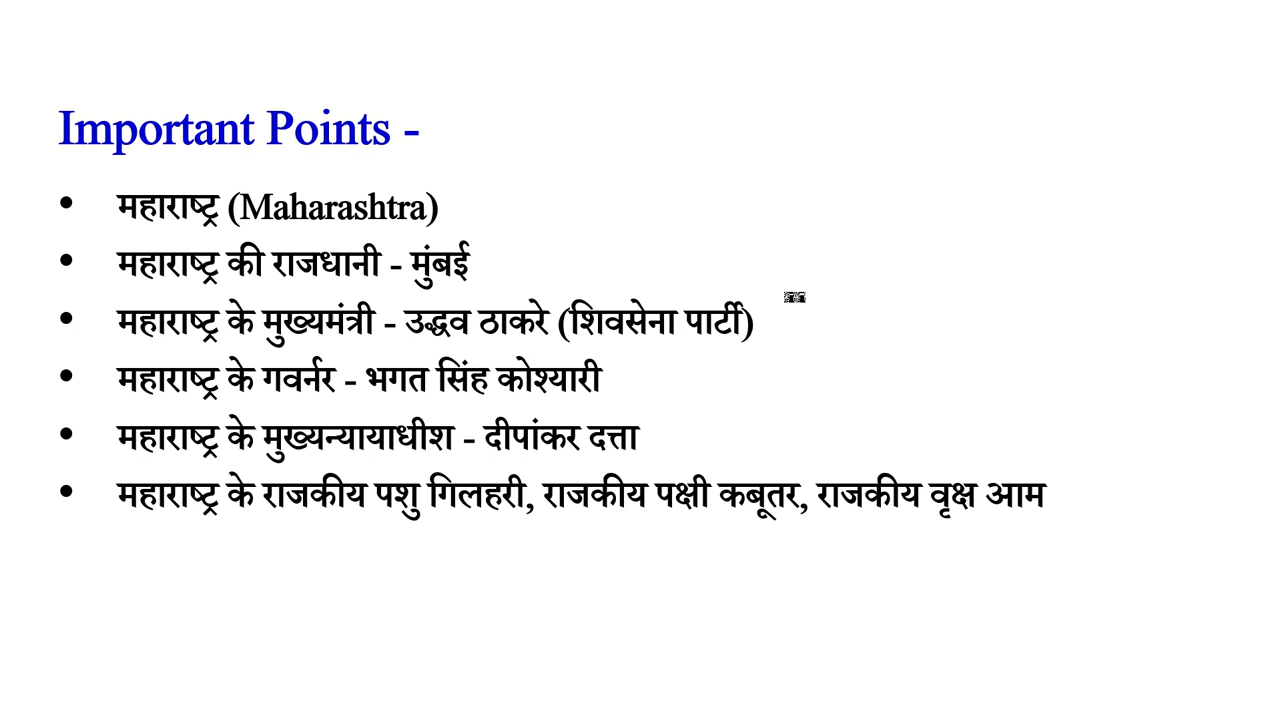 Important Points -
• महाराष्ट्र (Maharashtra)
• महाराष्ट्र की राजधानी - मुंबई
• महाराष्ट्र के मुख्यमंत्री - उद्धव ठाकरे (शिवसेना पार्टी)
• महाराष्ट्र के गवर्नर - भगत सिंह कोश्यारी
• महाराष्ट्र के मुख्यन्यायाधीश - दीपांकर दत्ता
• महाराष्ट्र के राजकीय पशु गिलहरी, राजकीय पक्षी कबूतर, राजकीय वृक्ष आम